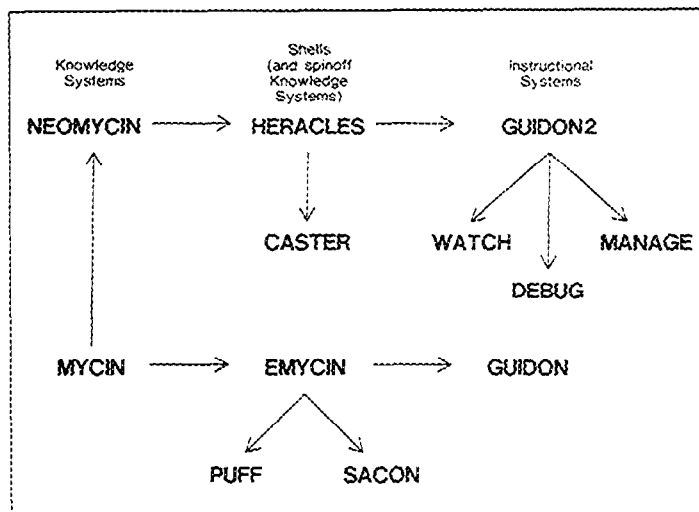 Knowledge
Systems
Shells
(and spinoff
Knowledge
Systems)
Instructional
Systems
NEOMYCIN
HERACLES
GUIDON2
CASTER
WATCH
MANAGE
DEBUG
MYCIN
EMYCIN
GUIDON
PUFF
SACON